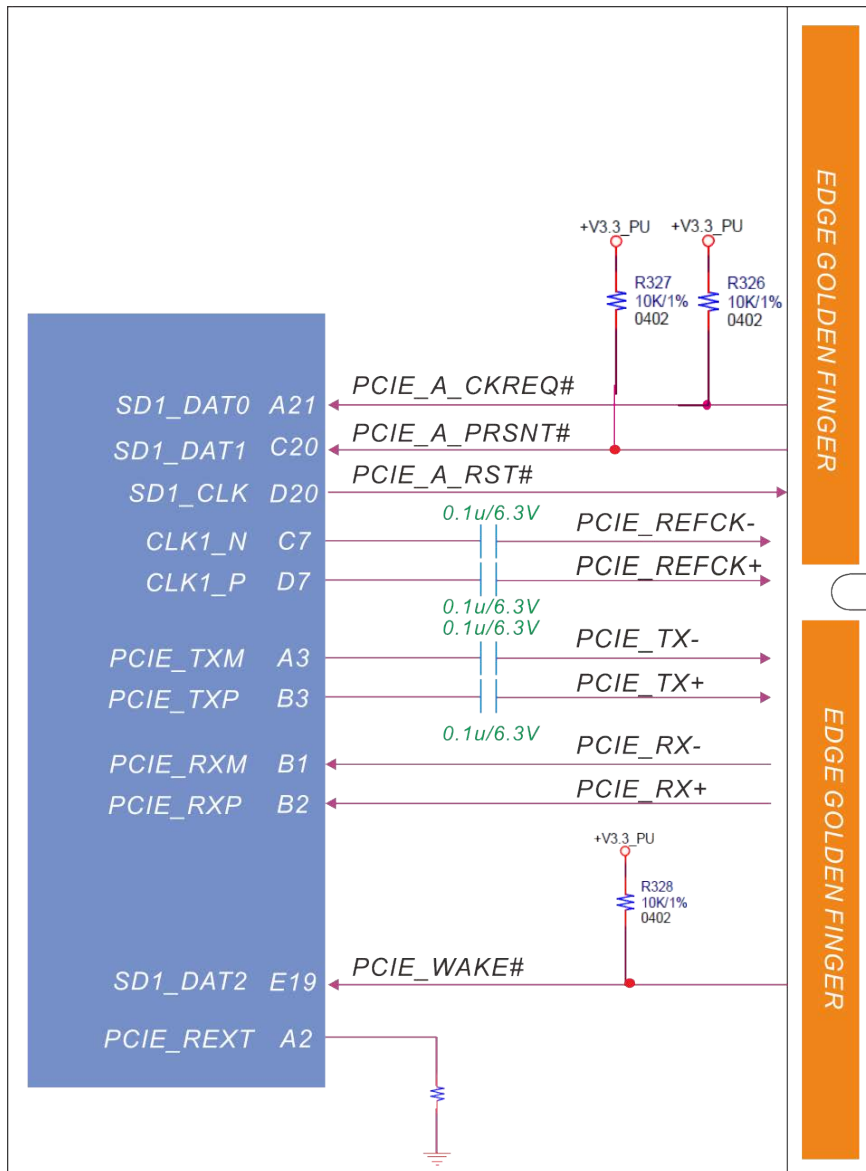 EDGE GOLDEN FINGER
+V3.3_PU +V3.3_PU
R327
10K/1%
0402
R326
10K/1%
0402
SD1_DAT0 A21 PCIE_A_CKREQ#
SD1_DAT1 C20 PCIE_A_PRSNT#
SD1_CLK D20 PCIE_A_RST#
0.1u/6.3V
CLK1_N C7 PCIE_REFCK-
CLK1_P D7 PCIE_REFCK+
0.1u/6.3V
0.1u/6.3V
PCIE_TXM A3 PCIE_TX-
PCIE_TXP B3 PCIE_TX+
0.1u/6.3V
PCIE_RXM B1 PCIE_RX-
PCIE_RXP B2 PCIE_RX+
EDGE GOLDEN FINGER
+V3.3_PU
R328
10K/1%
0402
SD1_DAT2 E19 PCIE_WAKE#
PCIE_REXT A2